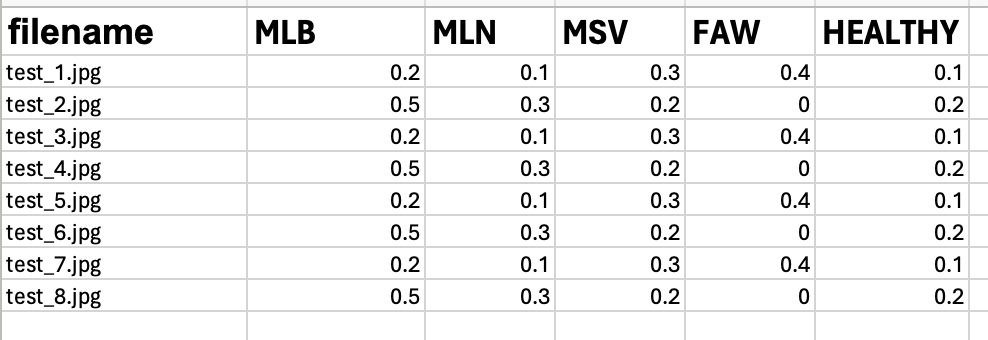 filename MLB MLN MSV FAW HEALTHY
test_1.jpg 0.2 0.1 0.3 0.4 0.1
test_2.jpg 0.5 0.3 0.2 0 0.2
test_3.jpg 0.2 0.1 0.3 0.4 0.1
test_4.jpg 0.5 0.3 0.2 0 0.2
test_5.jpg 0.2 0.1 0.3 0.4 0.1
test_6.jpg 0.5 0.3 0.2 0 0.2
test_7.jpg 0.2 0.1 0.3 0.4 0.1
test_8.jpg 0.5 0.3 0.2 0 0.2